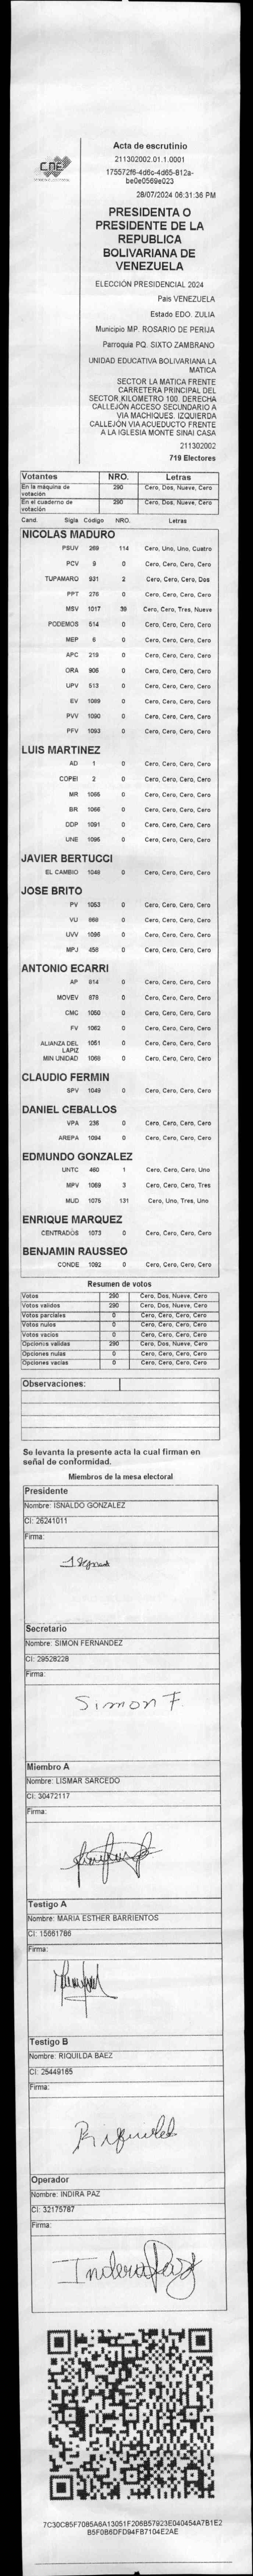 CNE
Acta de escrutinio
211302002.01.1.0001
175572f6-4d6c-4d65-812a-
be0e0569e023
28/07/2024 06:31:36 PM
PRESIDENTA O
PRESIDENTE DE LA
REPUBLICA
BOLIVARIANA DE
VENEZUELA
ELECCIÓN PRESIDENCIAL 2024
Pais VENEZUELA
Estado EDO. ZULIA
Municipio MP. ROSARIO DE PERIJA
Parroquia PQ. SIXTO ZAMBRANO
UNIDAD EDUCATIVA BOLIVARIANA LA
MATICA
SECTOR LA MATICA FRENTE
CARRETERA PRINCIPAL DEL
SECTOR KILOMETRO 100. DERECHA
CALLEJÓN ACCESO SECUNDARIO A
VIA MACHIQUES. IZQUIERDA
CALLEJÓN VIA ACUEDUCTO FRENTE
A LA IGLESIA MONTE SINAI CASA
211302002
719 Electores
Votantes NRO. Letras
En la máquina de votación 290 Cero, Dos, Nueve, Cero
En el cuaderno de votación 290 Cero, Dos, Nueve, Cero
Cand. Sigla Código NRO. Letras
NICOLAS MADURO
PSUV 269 114 Cero, Uno, Uno, Cuatro
PCV 9 0 Cero, Cero, Cero, Cero
TUPAMARO 931 2 Cero, Cero, Cero, Dos
PPT 276 0 Cero, Cero, Cero, Cero
MSV 1017 39 Cero, Cero, Tres, Nueve
PODEMOS 514 0 Cero, Cero, Cero, Cero
MEP 6 0 Cero, Cero, Cero, Cero
APC 219 0 Cero, Cero, Cero, Cero
ORA 906 0 Cero, Cero, Cero, Cero
UPV 513 0 Cero, Cero, Cero, Cero
EV 1089 0 Cero, Cero, Cero, Cero
PVV 1090 0 Cero, Cero, Cero, Cero
PFV 1093 0 Cero, Cero, Cero, Cero
LUIS MARTINEZ
AD 1 0 Cero, Cero, Cero, Cero
COPEI 2 0 Cero, Cero, Cero, Cero
MR 1065 0 Cero, Cero, Cero, Cero
BR 1066 0 Cero, Cero, Cero, Cero
DDP 1091 0 Cero, Cero, Cero, Cero
UNE 1095 0 Cero, Cero, Cero, Cero
JAVIER BERTUCCI
EL CAMBIO 1048 0 Cero, Cero, Cero, Cero
JOSE BRITO
PV 1053 0 Cero, Cero, Cero, Cero
VU 868 0 Cero, Cero, Cero, Cero
UVV 1096 0 Cero, Cero, Cero, Cero
MPJ 458 0 Cero, Cero, Cero, Cero
ANTONIO ECARRI
AP 814 0 Cero, Cero, Cero, Cero
MOVEV 878 0 Cero, Cero, Cero, Cero
CMC 1050 0 Cero, Cero, Cero, Cero
FV 1062 0 Cero, Cero, Cero, Cero
ALIANZA DEL LAPIZ 1051 0 Cero, Cero, Cero, Cero
MIN UNIDAD 1068 0 Cero, Cero, Cero, Cero
CLAUDIO FERMIN
SPV 1049 0 Cero, Cero, Cero, Cero
DANIEL CEBALLOS
VPA 236 0 Cero, Cero, Cero, Cero
AREPA 1094 0 Cero, Cero, Cero, Cero
EDMUNDO GONZALEZ
UNTC 460 1 Cero, Cero, Cero, Uno
MPV 1069 3 Cero, Cero, Cero, Tres
MUD 1075 131 Cero, Uno, Tres, Uno
ENRIQUE MARQUEZ
CENTRADOS 1073 0 Cero, Cero, Cero, Cero
BENJAMIN RAUSSEO
CONDE 1092 0 Cero, Cero, Cero, Cero
Resumen de votos
Votos 290 Cero, Dos, Nueve, Cero
Votos validos 290 Cero, Dos, Nueve, Cero
Votos parciales 0 Cero, Cero, Cero, Cero
Votos nulos 0 Cero, Cero, Cero, Cero
Votos vacios 0 Cero, Cero, Cero, Cero
Opciones validas 290 Cero, Dos, Nueve, Cero
Opciones nulas 0 Cero, Cero, Cero, Cero
Opciones vacias 0 Cero, Cero, Cero, Cero
Observaciones:
Se levanta la presente acta la cual firman en
señal de conformidad.
Miembros de la mesa electoral
Presidente
Nombre: ISNALDO GONZALEZ
CI: 26241011
Firma:
Secretario
Nombre: SIMON FERNANDEZ
CI: 29528228
Firma:
Simon F.
Miembro A
Nombre: LISMAR SARCEDO
CI: 30472117
Firma:
Testigo A
Nombre: MARIA ESTHER BARRIENTOS
CI: 15661786
Firma:
Testigo B
Nombre: RIQUILDA BAEZ
CI: 25449165
Firma:
Operador
Nombre: INDIRA PAZ
CI: 32175787
Firma:
7C30C85F7085A6A13051F206B57923E040454A7B1E2
B5F0B6DFD94FB7104E2AE